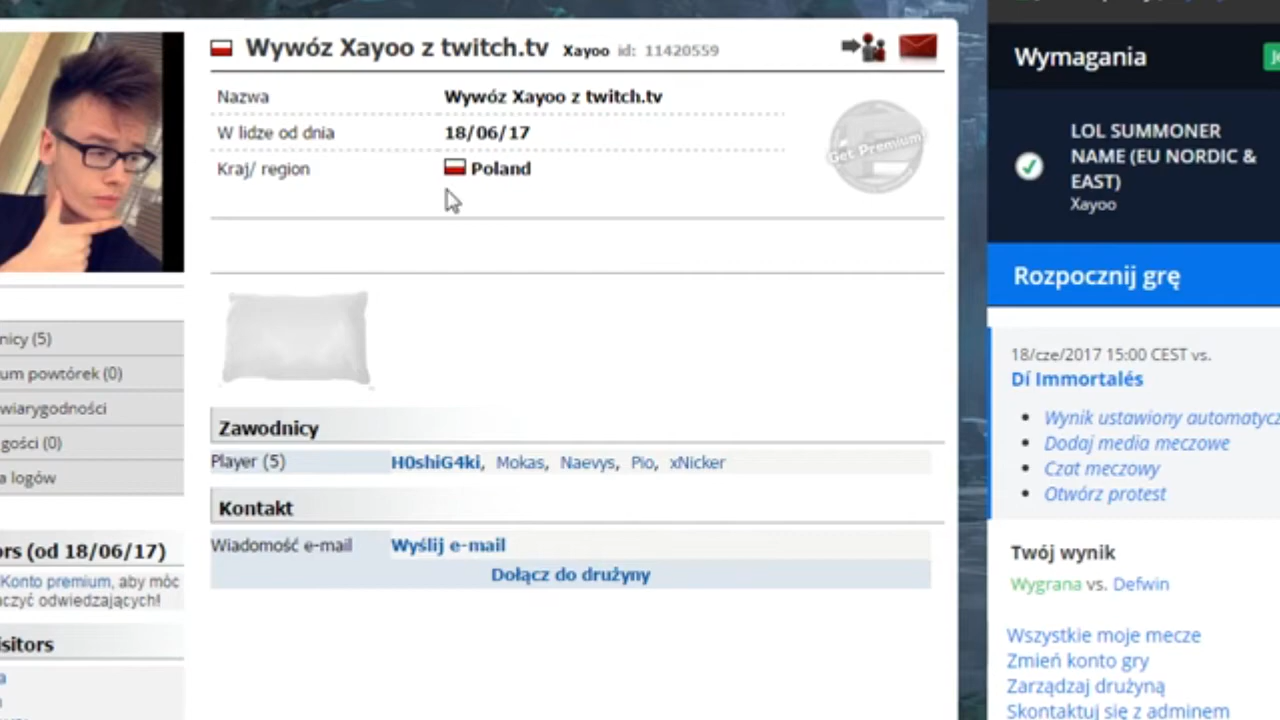 Wywóz Xayoo z twitch.tv Xayoo id: 11420559
Nazwa Wywóz Xayoo z twitch.tv
W lidze od dnia 18/06/17
Kraj/ region Poland
Get Premium
Zawodnicy
Player (5) H0shiG4ki, Mokas, Naevys, Pio, xNicker
Kontakt
Wiadomość e-mail Wyślij e-mail
Dołącz do drużyny
nicy (5)
um powtórek (0)
wiarygodności
gości (0)
a logów
ors (od 18/06/17)
Konto premium, aby móc
aczyć odwiedzających!
isitors
a
Wymagania
LOL SUMMONER
NAME (EU NORDIC &
EAST)
Xayoo
Rozpocznij grę
18/cze/2017 15:00 CEST vs.
Dí Immortalés
Wynik ustawiony automatycz
Dodaj media meczowe
Czat meczowy
Otwórz protest
Twój wynik
Wygrana vs. Defwin
Wszystkie moje mecze
Zmień konto gry
Zarządzaj drużyną
Skontaktuj się z adminem